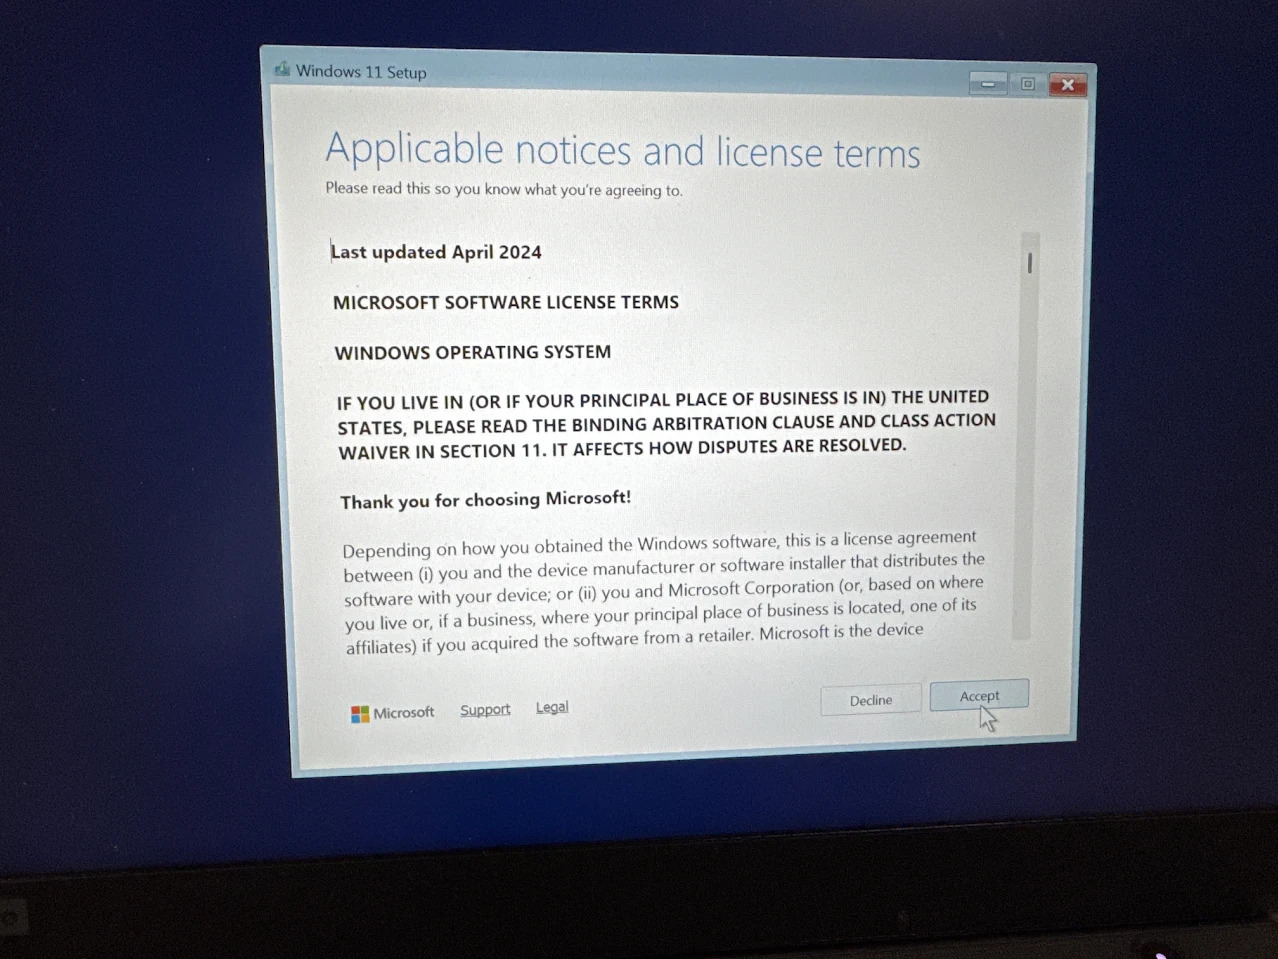 Windows 11 Setup
Applicable notices and license terms
Please read this so you know what you're agreeing to.
Last updated April 2024
MICROSOFT SOFTWARE LICENSE TERMS
WINDOWS OPERATING SYSTEM
IF YOU LIVE IN (OR IF YOUR PRINCIPAL PLACE OF BUSINESS IS IN) THE UNITED
STATES, PLEASE READ THE BINDING ARBITRATION CLAUSE AND CLASS ACTION
WAIVER IN SECTION 11. IT AFFECTS HOW DISPUTES ARE RESOLVED.
Thank you for choosing Microsoft!
Depending on how you obtained the Windows software, this is a license agreement
between (i) you and the device manufacturer or software installer that distributes the
software with your device; or (ii) you and Microsoft Corporation (or, based on where
you live or, if a business, where your principal place of business is located, one of its
affiliates) if you acquired the software from a retailer. Microsoft is the device
Microsoft Support Legal Decline Accept